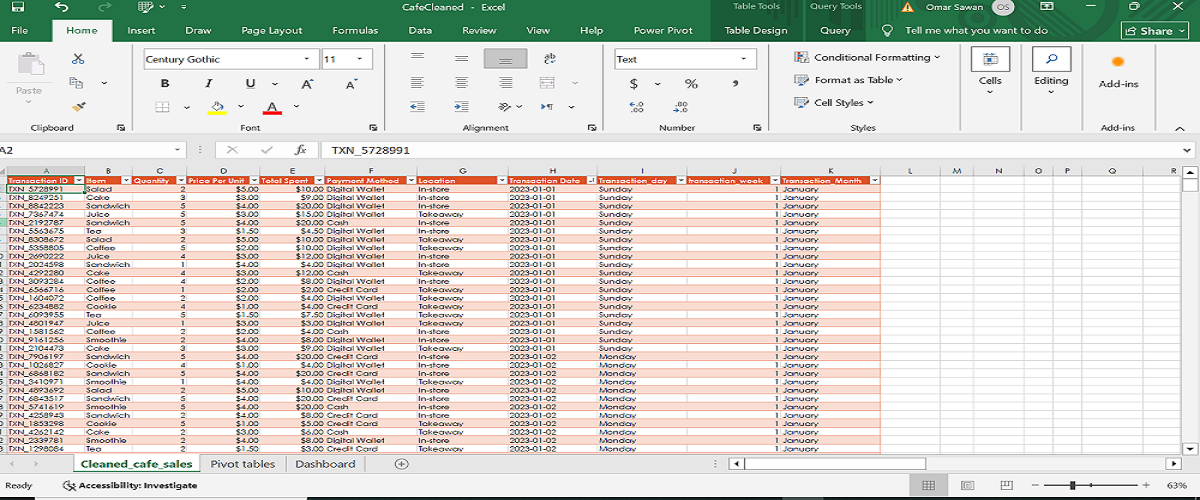 CafeCleaned - Excel Table Tools Query Tools Omar Sawan OS
File Home Insert Draw Page Layout Formulas Data Review View Help Power Pivot Table Design Query Tell me what you want to do Share
Century Gothic 11 Text Conditional Formatting
Paste B I U A A $ % , Format as Table Cells Editing Add-ins
A Cell Styles
Clipboard Font Alignment Number Styles Add-ins
A2 fx TXN_5728991
A B C D E F G H I J K L M N O P Q R
Transaction ID Item Quantity Price Per Unit Total Spent Payment Method Location Transaction Date Transaction_day transaction_week Transaction_Month
TXN_5728991 Salad 2 $5.00 $10.00 Digital Wallet In-store 2023-01-01 Sunday 1 January
TXN_8249251 Cake 3 $3.00 $9.00 Digital Wallet In-store 2023-01-01 Sunday 1 January
TXN_8842223 Sandwich 5 $4.00 $20.00 Digital Wallet In-store 2023-01-01 Sunday 1 January
TXN_7367474 Juice 5 $3.00 $15.00 Digital Wallet Takeaway 2023-01-01 Sunday 1 January
TXN_2192787 Sandwich 5 $4.00 $20.00 Cash In-store 2023-01-01 Sunday 1 January
TXN_5563675 Tea 3 $1.50 $4.50 Digital Wallet In-store 2023-01-01 Sunday 1 January
TXN_8308672 Salad 2 $5.00 $10.00 Digital Wallet Takeaway 2023-01-01 Sunday 1 January
TXN_5358805 Coffee 5 $2.00 $10.00 Digital Wallet Takeaway 2023-01-01 Sunday 1 January
TXN_2690222 Juice 4 $3.00 $12.00 Digital Wallet In-store 2023-01-01 Sunday 1 January
TXN_2024598 Sandwich 1 $4.00 $4.00 Digital Wallet In-store 2023-01-01 Sunday 1 January
TXN_4292280 Cake 4 $3.00 $12.00 Cash Takeaway 2023-01-01 Sunday 1 January
TXN_3093284 Coffee 4 $2.00 $8.00 Digital Wallet In-store 2023-01-01 Sunday 1 January
TXN_6566716 Coffee 1 $2.00 $2.00 Credit Card Takeaway 2023-01-01 Sunday 1 January
TXN_1604072 Coffee 2 $2.00 $4.00 Digital Wallet In-store 2023-01-01 Sunday 1 January
TXN_6234882 Cookie 4 $1.00 $4.00 Credit Card In-store 2023-01-01 Sunday 1 January
TXN_6093955 Tea 5 $1.50 $7.50 Digital Wallet Takeaway 2023-01-01 Sunday 1 January
TXN_4801947 Juice 1 $3.00 $3.00 Digital Wallet Takeaway 2023-01-01 Sunday 1 January
TXN_1581562 Coffee 2 $2.00 $4.00 Cash In-store 2023-01-01 Sunday 1 January
TXN_9161256 Smoothie 2 $4.00 $8.00 Digital Wallet In-store 2023-01-01 Sunday 1 January
TXN_2104473 Cake 3 $3.00 $9.00 Credit Card Takeaway 2023-01-01 Sunday 1 January
TXN_7906197 Sandwich 5 $4.00 $20.00 Credit Card In-store 2023-01-02 Monday 1 January
TXN_1026827 Cookie 4 $1.00 $4.00 Credit Card In-store 2023-01-02 Monday 1 January
TXN_6868182 Sandwich 5 $4.00 $20.00 Credit Card In-store 2023-01-02 Monday 1 January
TXN_3410971 Smoothie 1 $4.00 $4.00 Digital Wallet Takeaway 2023-01-02 Monday 1 January
TXN_4893692 Salad 2 $5.00 $10.00 Digital Wallet In-store 2023-01-02 Monday 1 January
TXN_6843517 Sandwich 5 $4.00 $20.00 Credit Card Takeaway 2023-01-02 Monday 1 January
TXN_5741619 Smoothie 5 $4.00 $20.00 Cash In-store 2023-01-02 Monday 1 January
TXN_4258943 Sandwich 2 $4.00 $8.00 Credit Card In-store 2023-01-02 Monday 1 January
TXN_1853298 Cookie 5 $1.00 $5.00 Credit Card Takeaway 2023-01-02 Monday 1 January
TXN_4262142 Cake 2 $3.00 $6.00 Cash Takeaway 2023-01-02 Monday 1 January
TXN_2339781 Smoothie 2 $4.00 $8.00 Digital Wallet In-store 2023-01-02 Monday 1 January
TXN_1298084 Tea 2 $1.50 $3.00 Credit Card Takeaway 2023-01-02 Monday 1 January
Cleaned_cafe_sales Pivot tables Dashboard
Ready Accessibility: Investigate 63%